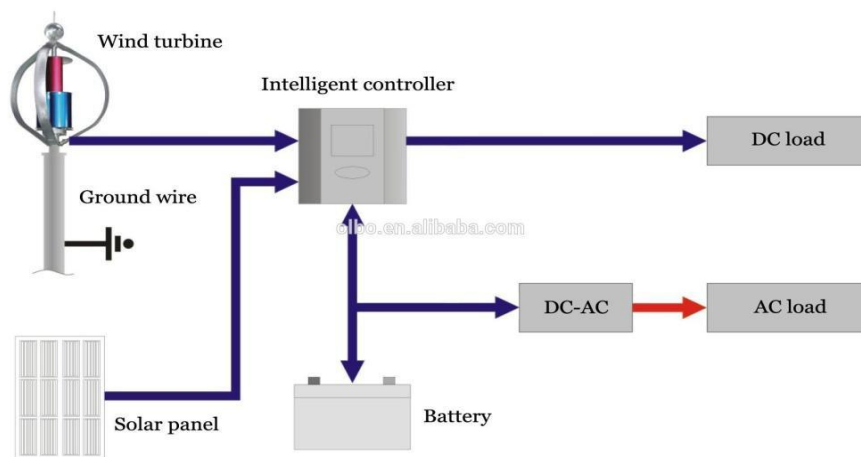 Wind turbine
Intelligent controller
DC load
Ground wire
olbo.en.alibaba.com
DC-AC
AC load
Solar panel
Battery